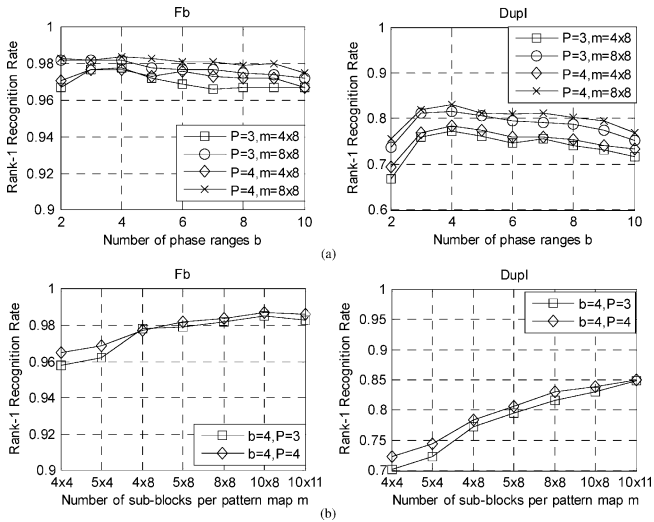 Fb
Rank-1 Recognition Rate
1
0.98
0.96
0.94
0.92
0.9
P=3,m=4x8
P=3,m=8x8
P=4,m=4x8
P=4,m=8x8
2 4 6 8 10
Number of phase ranges b
DupI
Rank-1 Recognition Rate
1
0.9
0.8
0.7
0.6
P=3,m=4x8
P=3,m=8x8
P=4,m=4x8
P=4,m=8x8
2 4 6 8 10
Number of phase ranges b
(a)
Fb
Rank-1 Recognition Rate
1
0.98
0.96
0.94
0.92
0.9
b=4,P=3
b=4,P=4
4x4 5x4 4x8 5x8 8x8 10x8 10x11
Number of sub-blocks per pattern map m
DupI
Rank-1 Recognition Rate
1
0.95
0.9
0.85
0.8
0.75
0.7
b=4,P=3
b=4,P=4
4x4 5x4 4x8 5x8 8x8 10x8 10x11
Number of sub-blocks per pattern map m
(b)